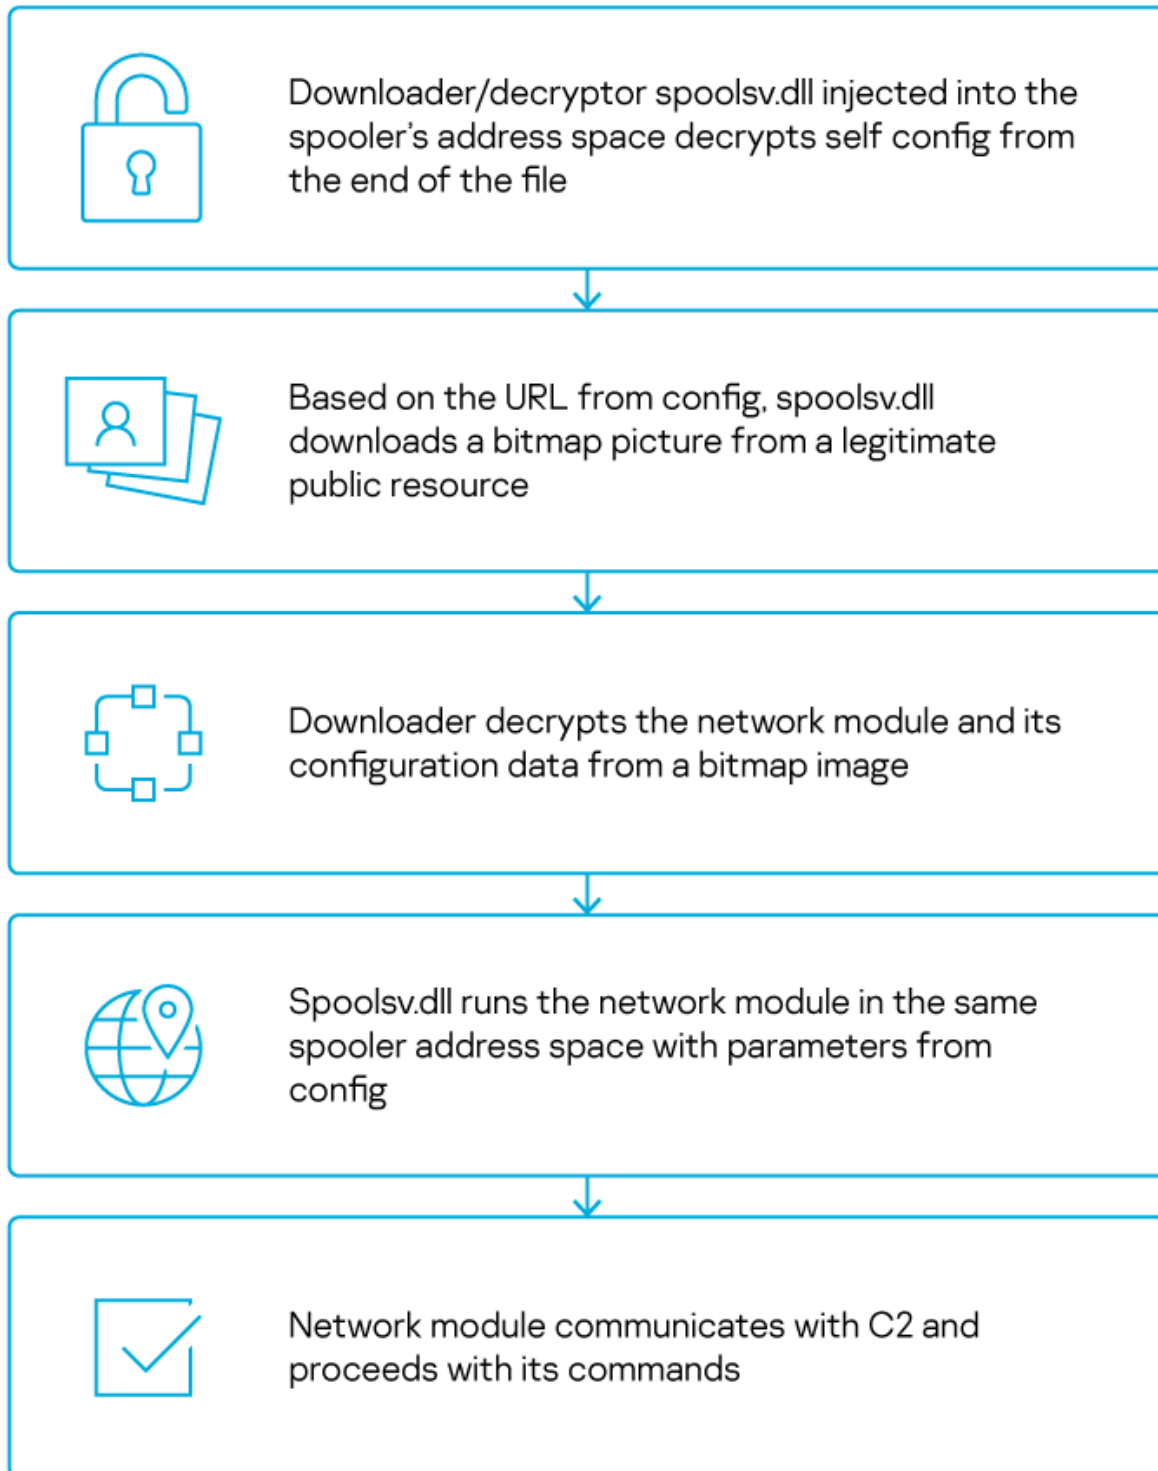 Downloader/decryptor spoolsv.dll injected into the
spooler’s address space decrypts self config from
the end of the file
Based on the URL from config, spoolsv.dll
downloads a bitmap picture from a legitimate
public resource
Downloader decrypts the network module and its
configuration data from a bitmap image
Spoolsv.dll runs the network module in the same
spooler address space with parameters from
config
Network module communicates with C2 and
proceeds with its commands